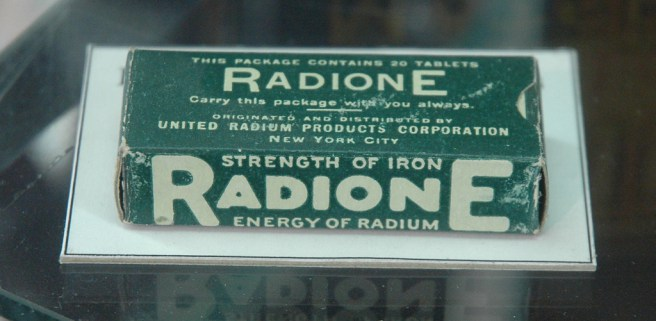 THIS PACKAGE CONTAINS 20 TABLETS
RADIONE
Carry this package with you always.
ORIGINATED AND DISTRIBUTED BY
UNITED RADIUM PRODUCTS CORPORATION
NEW YORK CITY
STRENGTH OF IRON
RADIONE
ENERGY OF RADIUM